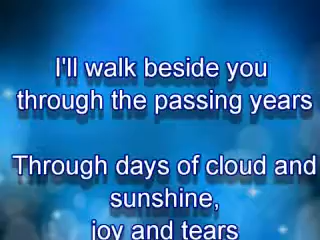 I'll walk beside you
through the passing years
Through days of cloud and
sunshine,
joy and tears